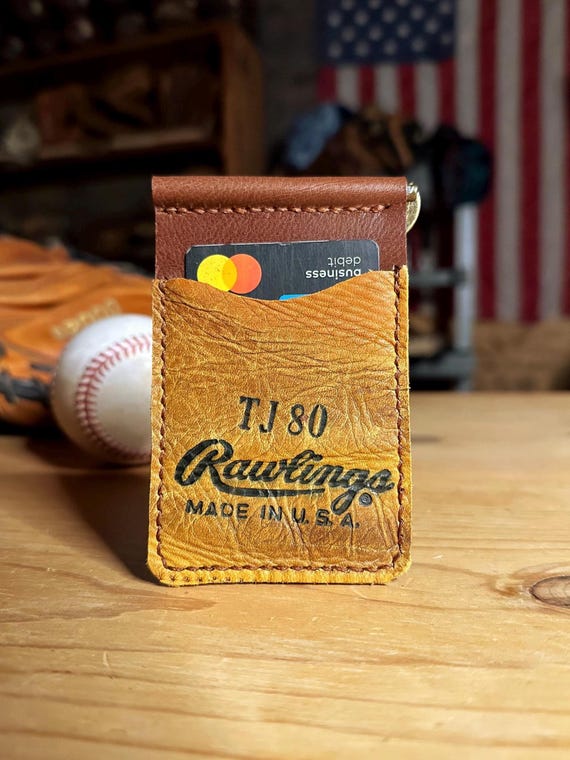 business
debit
TJ 80
Rawlings
MADE IN U.S.A.